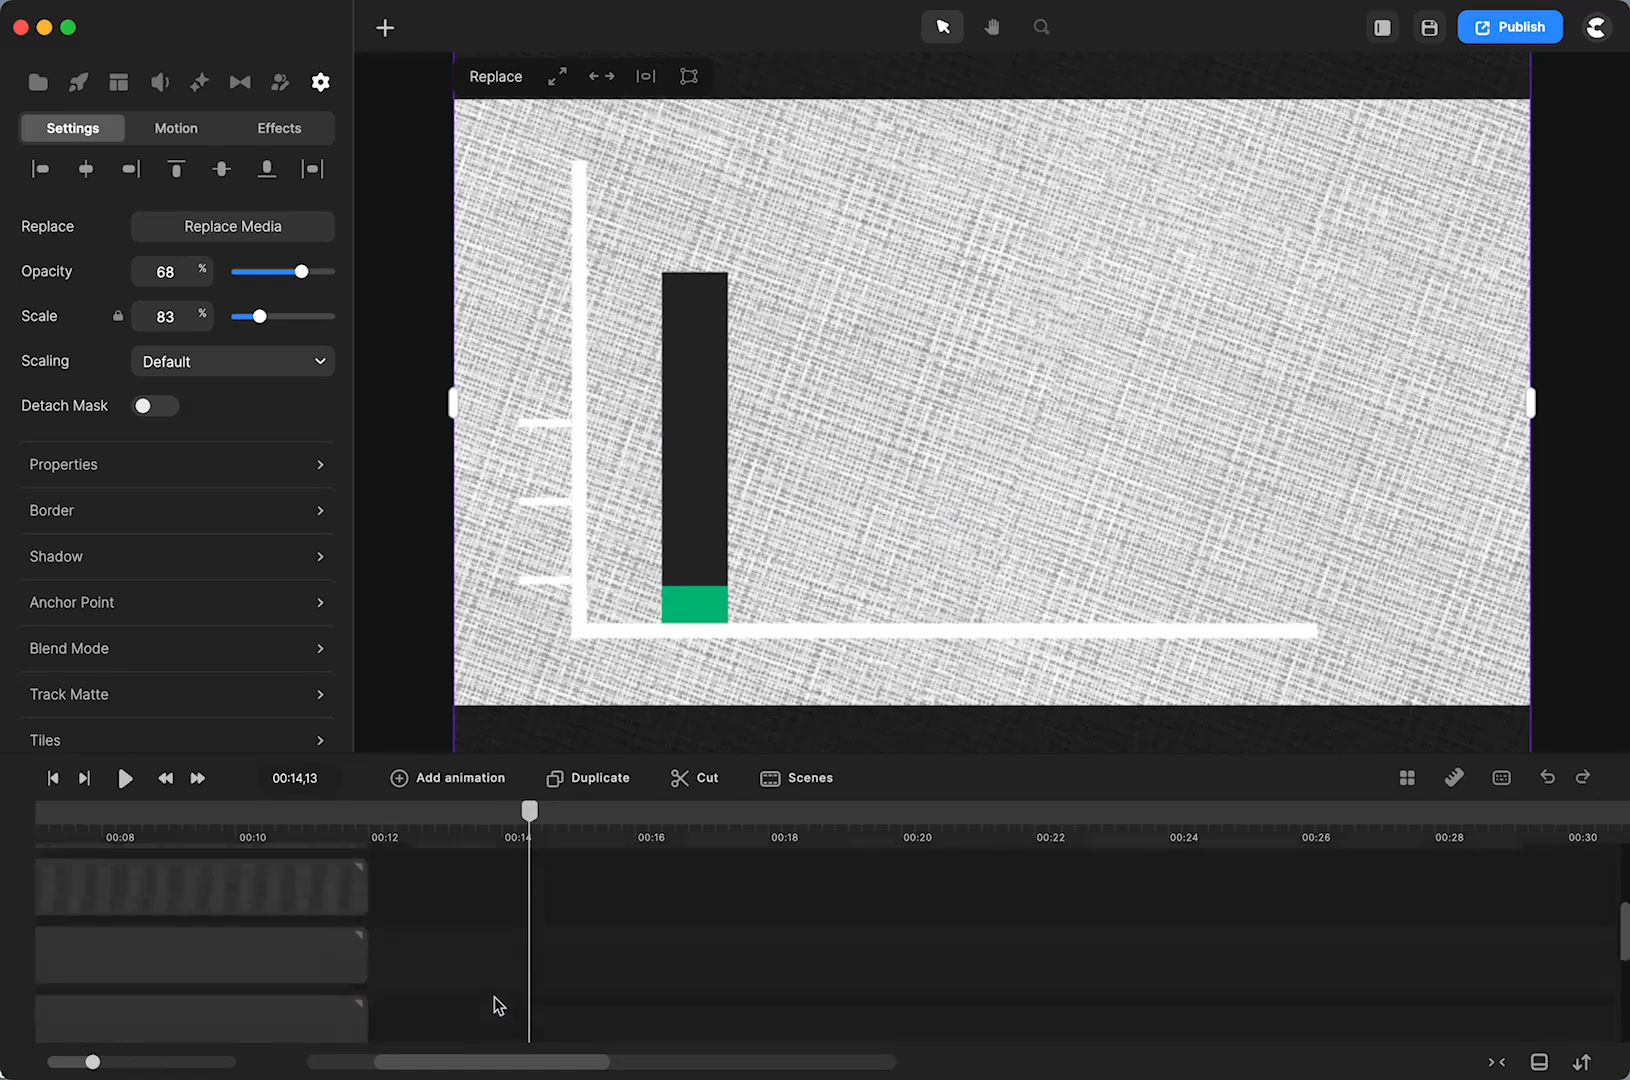 Publish
Replace
Settings Motion Effects
Replace Replace Media
Opacity 68 %
Scale 83 %
Scaling Default
Detach Mask
Properties
Border
Shadow
Anchor Point
Blend Mode
Track Matte
Tiles
00:14,13 Add animation Duplicate Cut Scenes
00:08 00:10 00:12 00:14 00:16 00:18 00:20 00:22 00:24 00:26 00:28 00:30